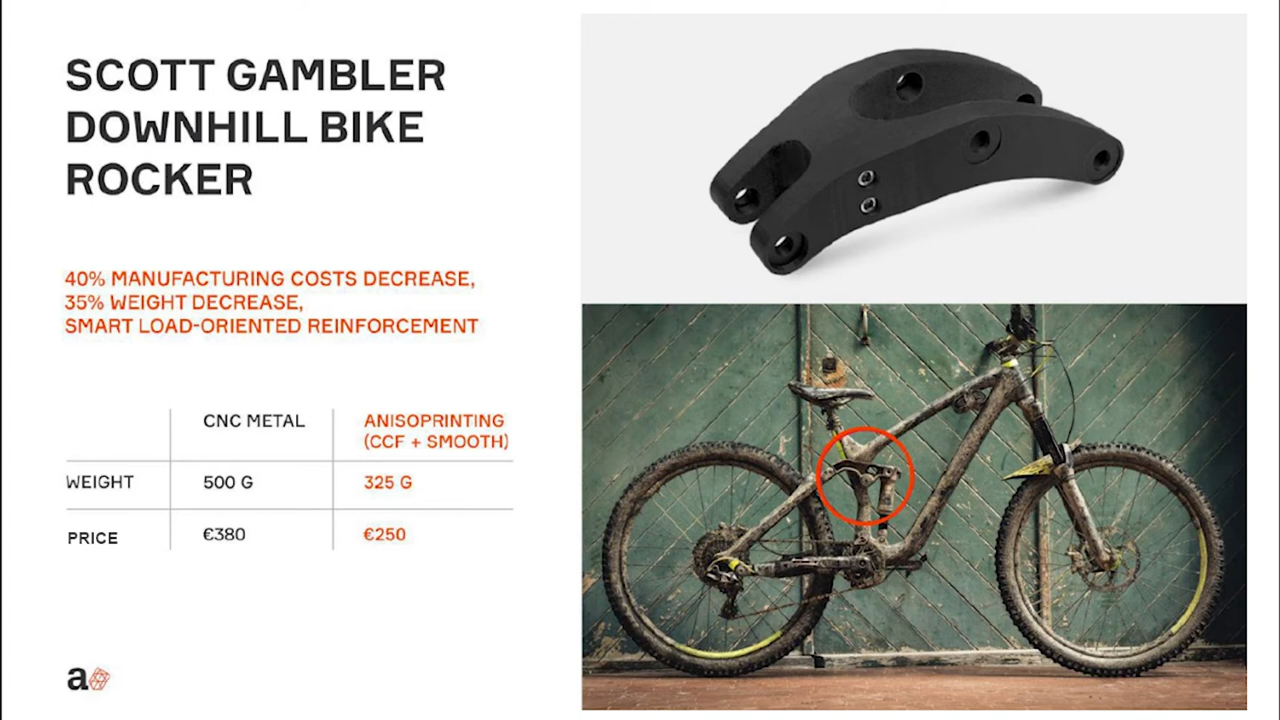 SCOTT GAMBLER
DOWNHILL BIKE
ROCKER
40% MANUFACTURING COSTS DECREASE,
35% WEIGHT DECREASE,
SMART LOAD-ORIENTED REINFORCEMENT
CNC METAL
ANISOPRINTING
(CCF + SMOOTH)
WEIGHT
500 G
325 G
PRICE
€380
€250
a